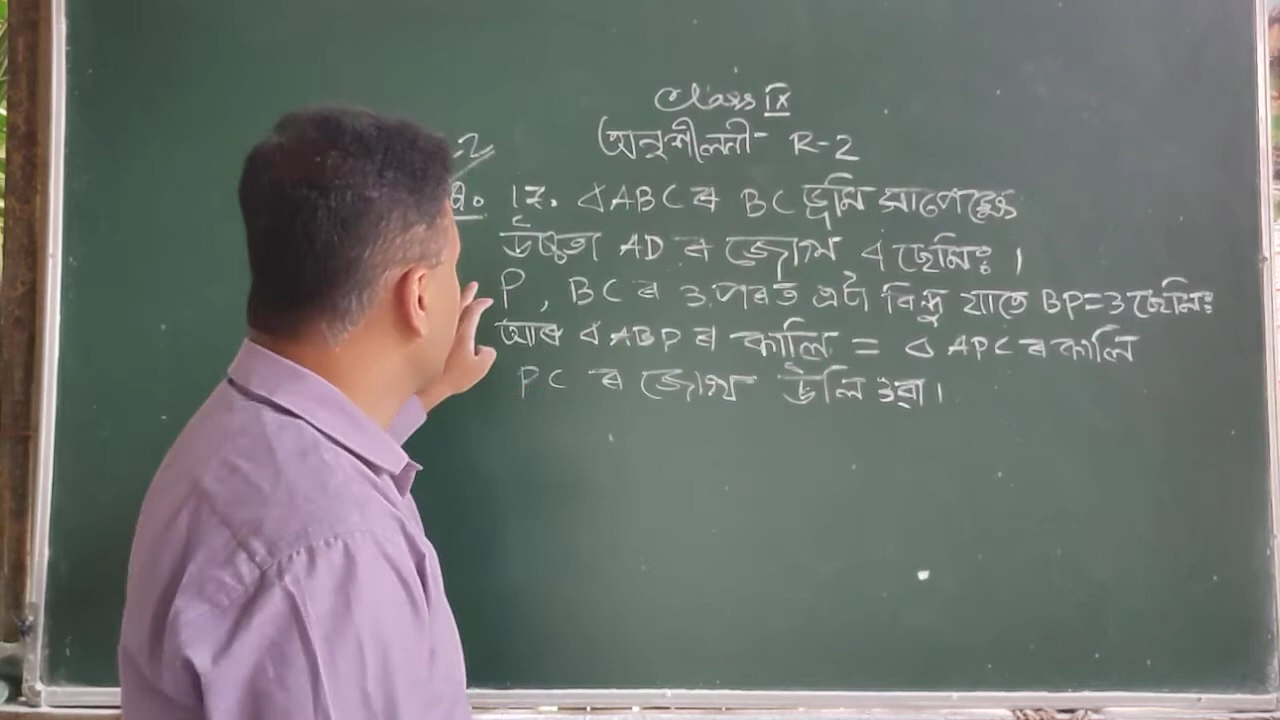 Class IX
অনুশীলনী- R-2
17. ∆ABC ৰ BC ভূমি সাপেক্ষে
উচ্চতা AD ৰ জোখ 4 ছেমিঃ।
P, BC ৰ ওপৰত এটা বিন্দু যাতে BP=3 ছেমিঃ
আৰু ∆ABP ৰ কালি = ∆ APC ৰ কালি
PC ৰ জোখ উলিওৱা।